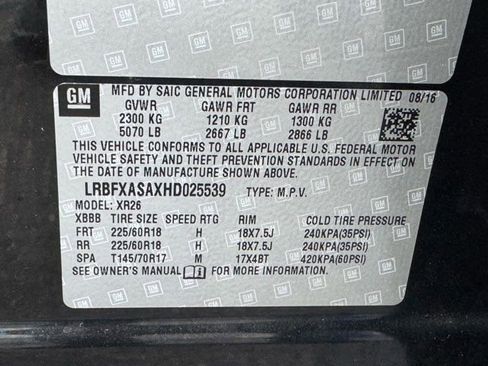 GM
MFD BY SAIC GENERAL MOTORS CORPORATION LIMITED 08/16
GVWR GAWR FRT GAWR RR
2300 KG 1210 KG 1300 KG
5070 LB 2667 LB 2866 LB
THIS VEHICLE CONFORMS TO ALL APPLICABLE U.S. FEDERAL MOTOR
VEHICLE SAFETY AND THEFT PREVENTION STANDARDS IN EFFECT ON
THE DATE OF MANUFACTURE SHOWN ABOVE.
LRBFXASAXHD025539 TYPE: M.P.V.
MODEL: XR26
XBBB TIRE SIZE SPEED RTG RIM COLD TIRE PRESSURE
FRT 225/60R18 H 18X7.5J 240KPA(35PSI)
RR 225/60R18 H 18X7.5J 240KPA(35PSI)
SPA T145/70R17 M 17X4BT 420KPA(60PSI)
SEE OWNER'S MANUAL FOR MORE INFORMATION.